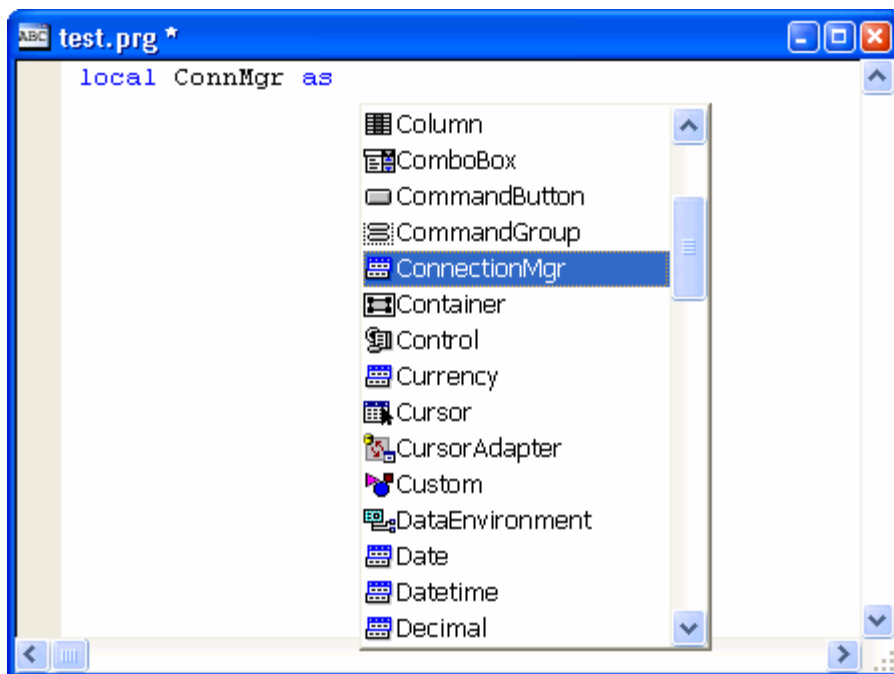 test.prg *
local ConnMgr as
Column
ComboBox
CommandButton
CommandGroup
ConnectionMgr
Container
Control
Currency
Cursor
CursorAdapter
Custom
DataEnvironment
Date
Datetime
Decimal